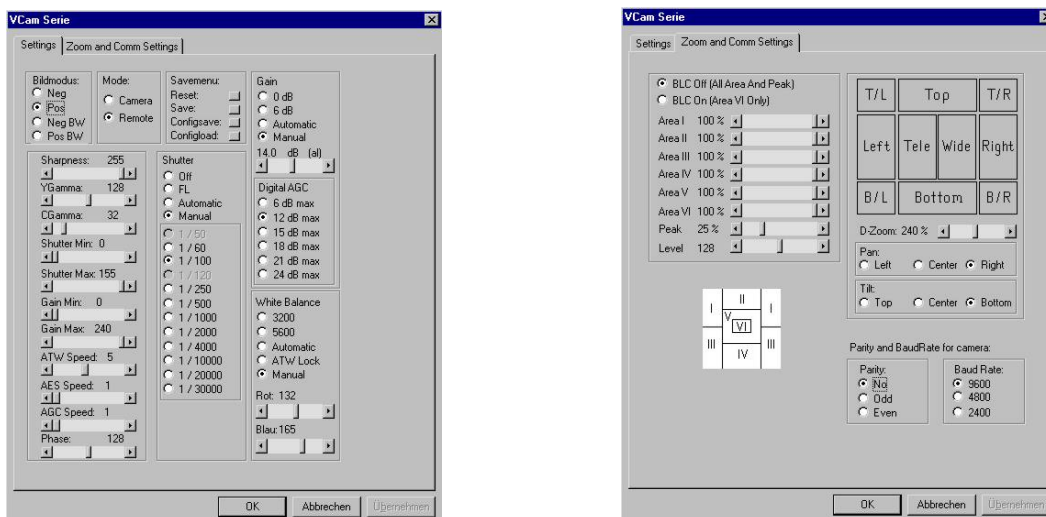 VCam Serie
Settings
Zoom and Comm Settings
Bildmodus:
Neg
Pos
Neg BW
Pos BW
Mode:
Camera
Remote
Savemenu:
Reset:
Save:
Configsave:
Configload:
Gain
0 dB
6 dB
Automatic
Manual
14.0 dB (al)
Sharpness: 255
YGamma: 128
CGamma: 32
Shutter Min: 0
Shutter Max: 155
Gain Min: 0
Gain Max: 240
ATW Speed: 5
AES Speed: 1
AGC Speed: 1
Phase: 128
Shutter
Off
FL
Automatic
Manual
1 / 50
1 / 60
1 / 100
1 / 120
1 / 250
1 / 500
1 / 1000
1 / 2000
1 / 4000
1 / 10000
1 / 20000
1 / 30000
Digital AGC
6 dB max
12 dB max
15 dB max
18 dB max
21 dB max
24 dB max
White Balance
3200
5600
Automatic
ATW Lock
Manual
Rot: 132
Blau: 165
OK
Abbrechen
Übernehmen
VCam Serie
Settings
Zoom and Comm Settings
BLC Off (All Area And Peak)
BLC On (Area VI Only)
Area I 100 %
Area II 100 %
Area III 100 %
Area IV 100 %
Area V 100 %
Area VI 100 %
Peak 25 %
Level 128
I II I
V VI
III IV III
T/L Top T/R
Left Tele Wide Right
B/L Bottom B/R
D-Zoom: 240 %
Pan:
Left Center Right
Tilt:
Top Center Bottom
Parity and BaudRate for camera:
Parity:
No
Odd
Even
Baud Rate:
9600
4800
2400
OK
Abbrechen
Übernehmen